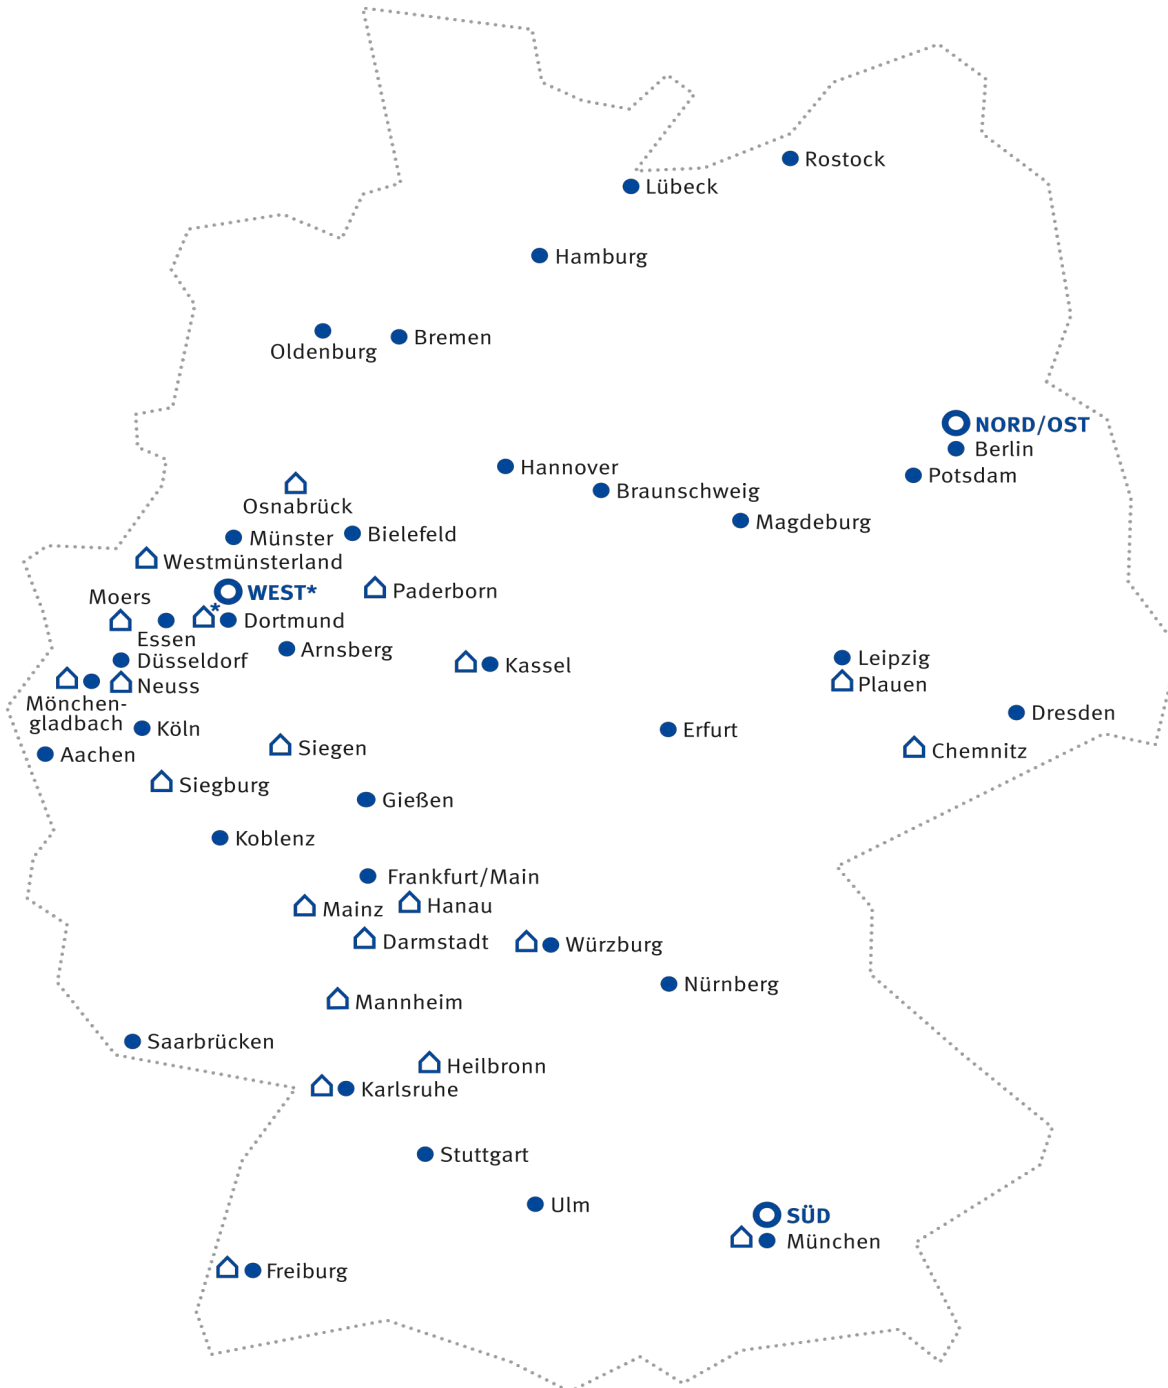 Rostock
Lübeck
Hamburg
Oldenburg
Bremen
NORD/OST
Berlin
Potsdam
Hannover
Braunschweig
Magdeburg
Osnabrück
Münster
Bielefeld
Westmünsterland
WEST*
Paderborn
Moers
*
Dortmund
Essen
Arnsberg
Düsseldorf
Kassel
Leipzig
Neuss
Plauen
Mönchen-
gladbach
Köln
Erfurt
Dresden
Aachen
Siegen
Chemnitz
Siegburg
Gießen
Koblenz
Frankfurt/Main
Mainz
Hanau
Darmstadt
Würzburg
Nürnberg
Mannheim
Saarbrücken
Heilbronn
Karlsruhe
Stuttgart
Ulm
SÜD
München
Freiburg